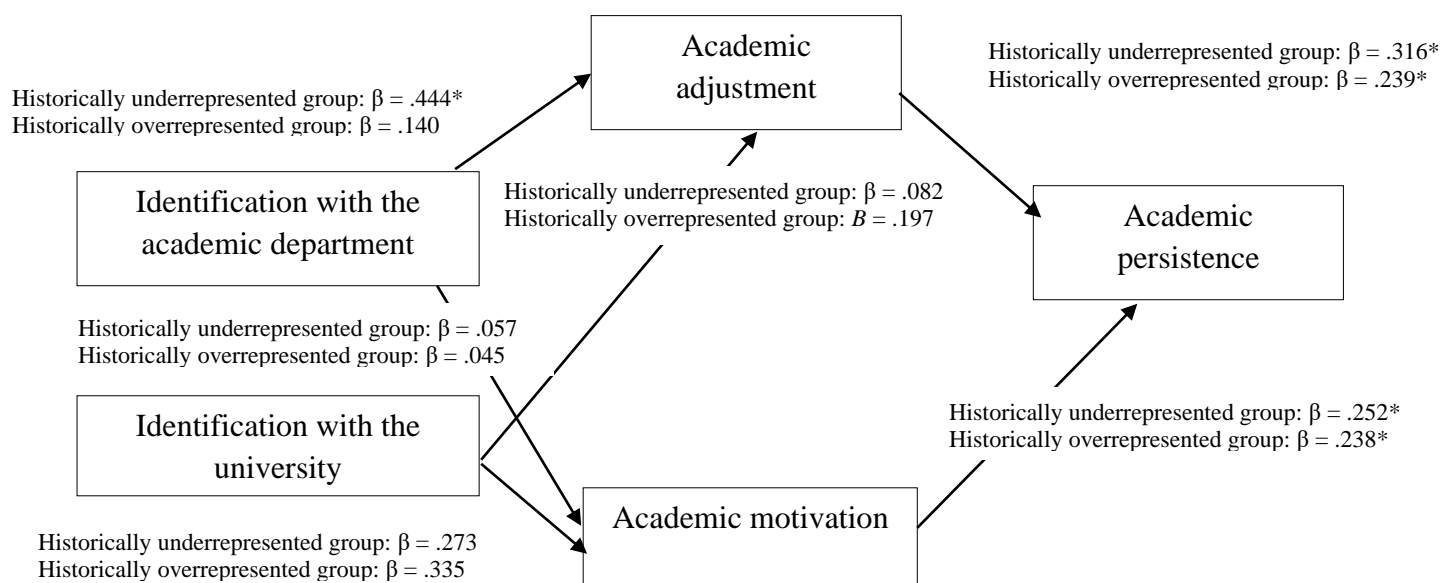 Academic
adjustment
Historically underrepresented group: β = .316*
Historically overrepresented group: β = .239*
Historically underrepresented group: β = .444*
Historically overrepresented group: β = .140
Identification with the
academic department
Historically underrepresented group: β = .082
Historically overrepresented group: B = .197
Academic
persistence
Historically underrepresented group: β = .057
Historically overrepresented group: β = .045
Identification with the
university
Historically underrepresented group: β = .252*
Historically overrepresented group: β = .238*
Academic motivation
Historically underrepresented group: β = .273
Historically overrepresented group: β = .335